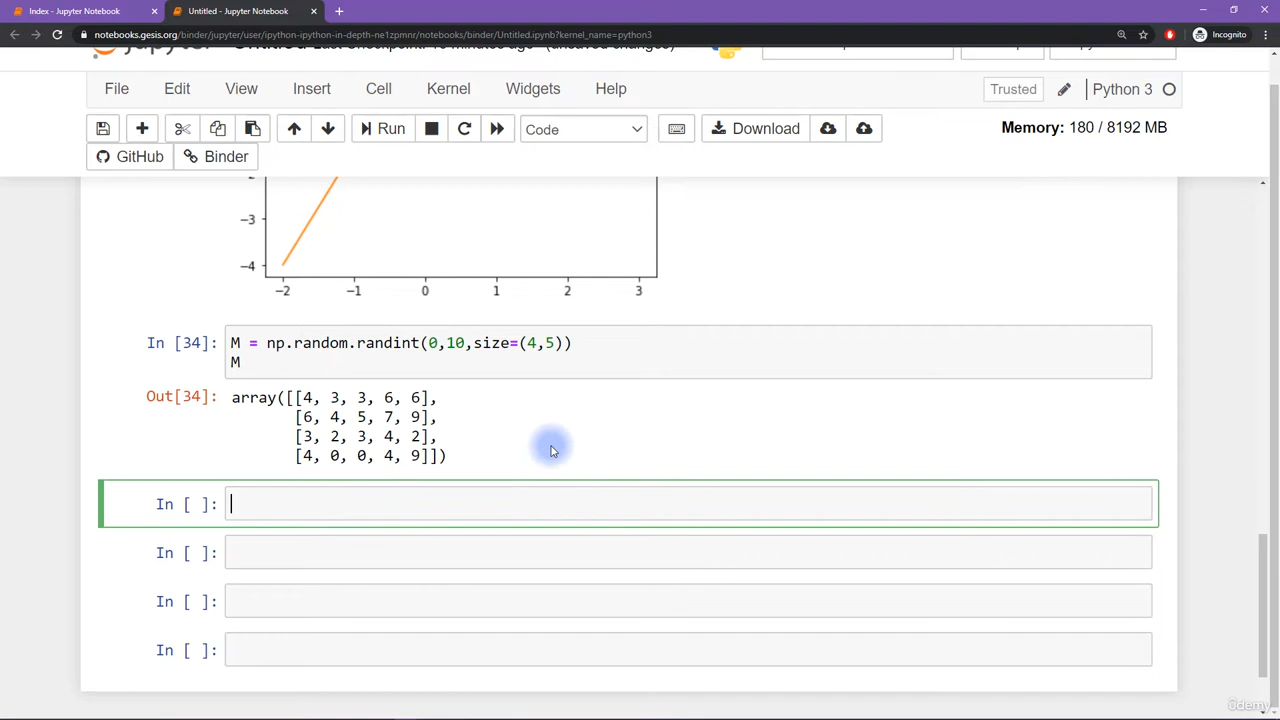 Index - Jupyter Notebook
Untitled - Jupyter Notebook
notebooks.gesis.org/binder/jupyter/user/ipython-ipython-in-depth-ne1zpmnr/notebooks/binder/Untitled.ipynb?kernel_name=python3
Incognito
File Edit View Insert Cell Kernel Widgets Help Trusted Python 3
Run Code Download Memory: 180 / 8192 MB
GitHub Binder
−3
−4
−2 −1 0 1 2 3
In [34]: M = np.random.randint(0,10,size=(4,5))
M
Out[34]: array([[4, 3, 3, 6, 6],
[6, 4, 5, 7, 9],
[3, 2, 3, 4, 2],
[4, 0, 0, 4, 9]])
In [ ]:
In [ ]:
In [ ]:
In [ ]: